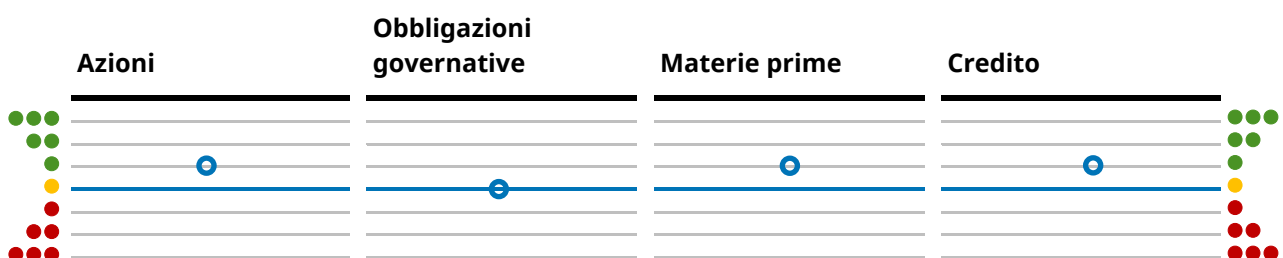 Azioni
Obbligazioni
governative
Materie prime
Credito